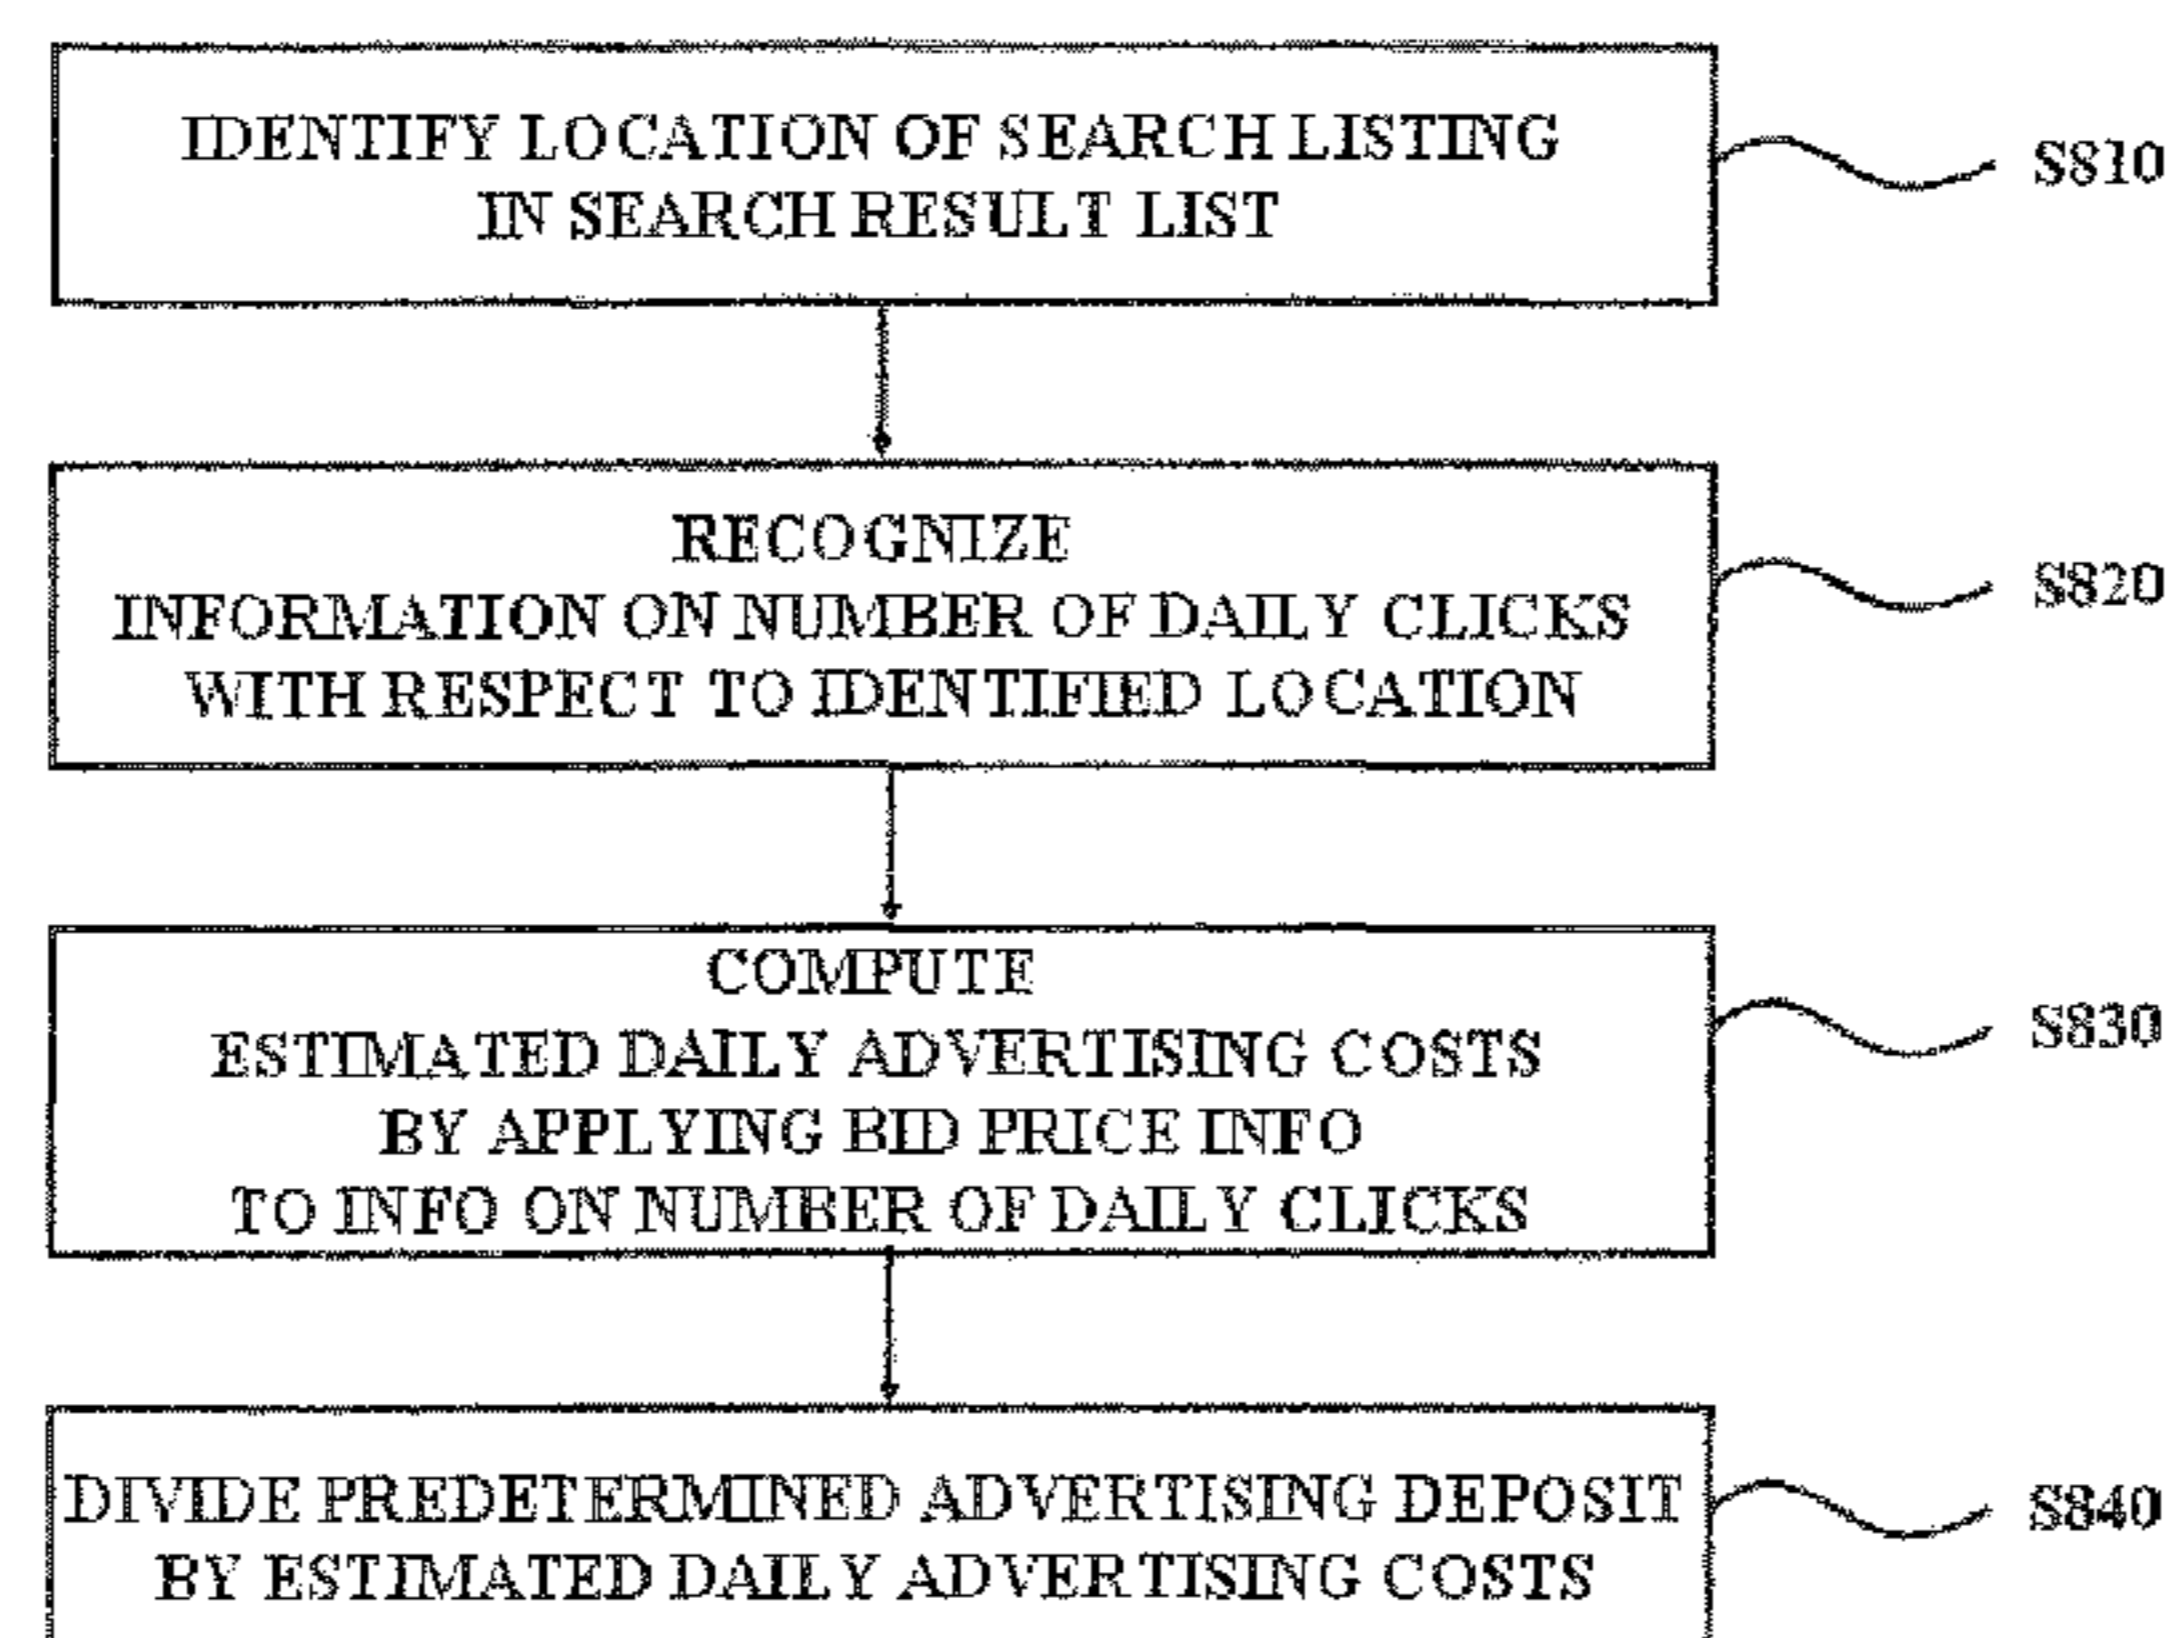 IDENTIFY LOCATION OF SEARCH LISTING
IN SEARCH RESULT LIST
S810
RECOGNIZE
INFORMATION ON NUMBER OF DAILY CLICKS
WITH RESPECT TO IDENTIFIED LOCATION
S820
COMPUTE
ESTIMATED DAILY ADVERTISING COSTS
BY APPLYING BID PRICE INFO
TO INFO ON NUMBER OF DAILY CLICKS
S830
DIVIDE PREDETERMINED ADVERTISING DEPOSIT
BY ESTIMATED DAILY ADVERTISING COSTS
S840